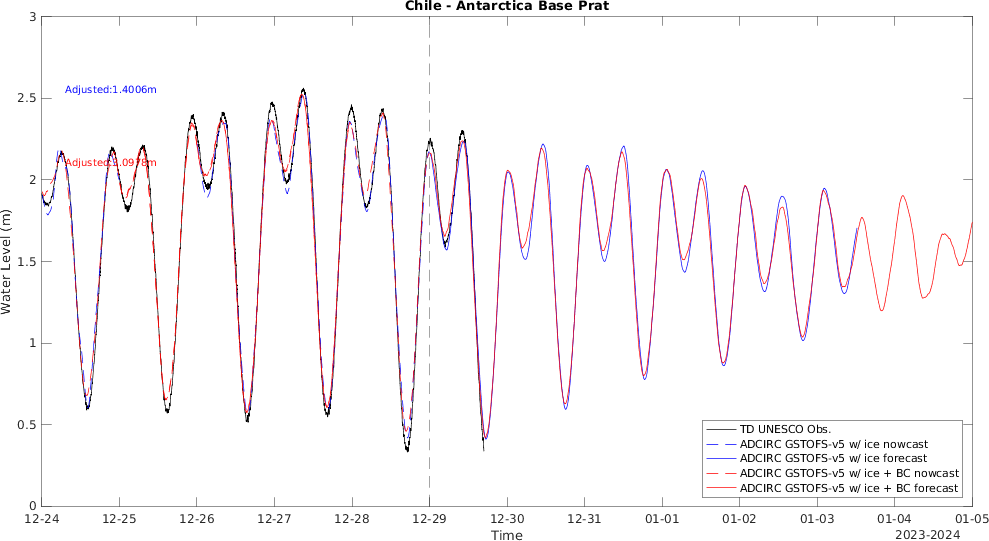 Chile - Antarctica Base Prat
3
2.5
2
1.5
1
0.5
0
Water Level (m)
Adjusted:1.4006m
TD UNESCO Obs.
ADCIRC GSTOFS-v5 w/ ice nowcast
ADCIRC GSTOFS-v5 w/ ice forecast
ADCIRC GSTOFS-v5 w/ ice + BC nowcast
ADCIRC GSTOFS-v5 w/ ice + BC forecast
12-24 12-25 12-26 12-27 12-28 12-29 12-30 12-31 01-01 01-02 01-03 01-04 01-05
Time
2023-2024